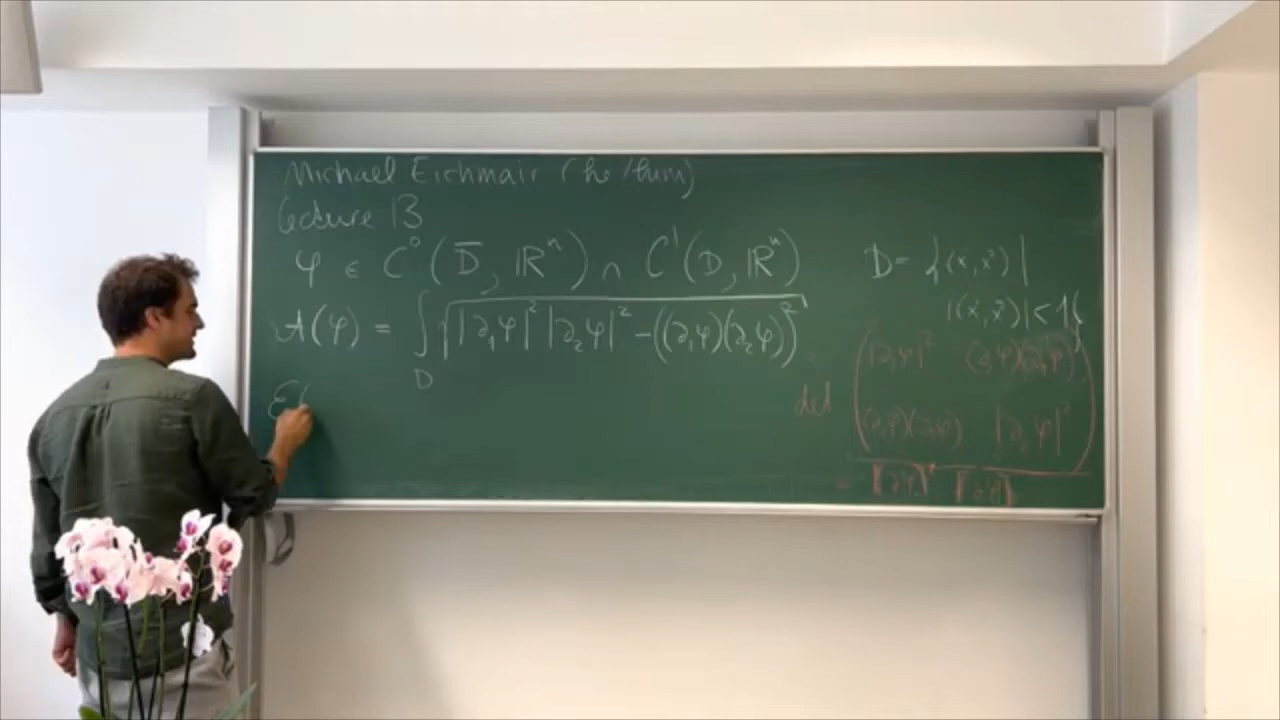 Michael Eichmair (he/him)
Lecture 13
φ ∈ C⁰(D̄, ℝⁿ) ∩ C¹(D, ℝⁿ)
A(φ) = ∫_D √(|∂₁φ|² |∂₂φ|² − ((∂₁φ)(∂₂φ))²)
E(
D = {(x¹, x²) |
|(x¹, x²)| < 1}
det ( |∂₁φ|² (∂₁φ)(∂₂φ)
(∂₁φ)(∂₂φ) |∂₂φ|² )